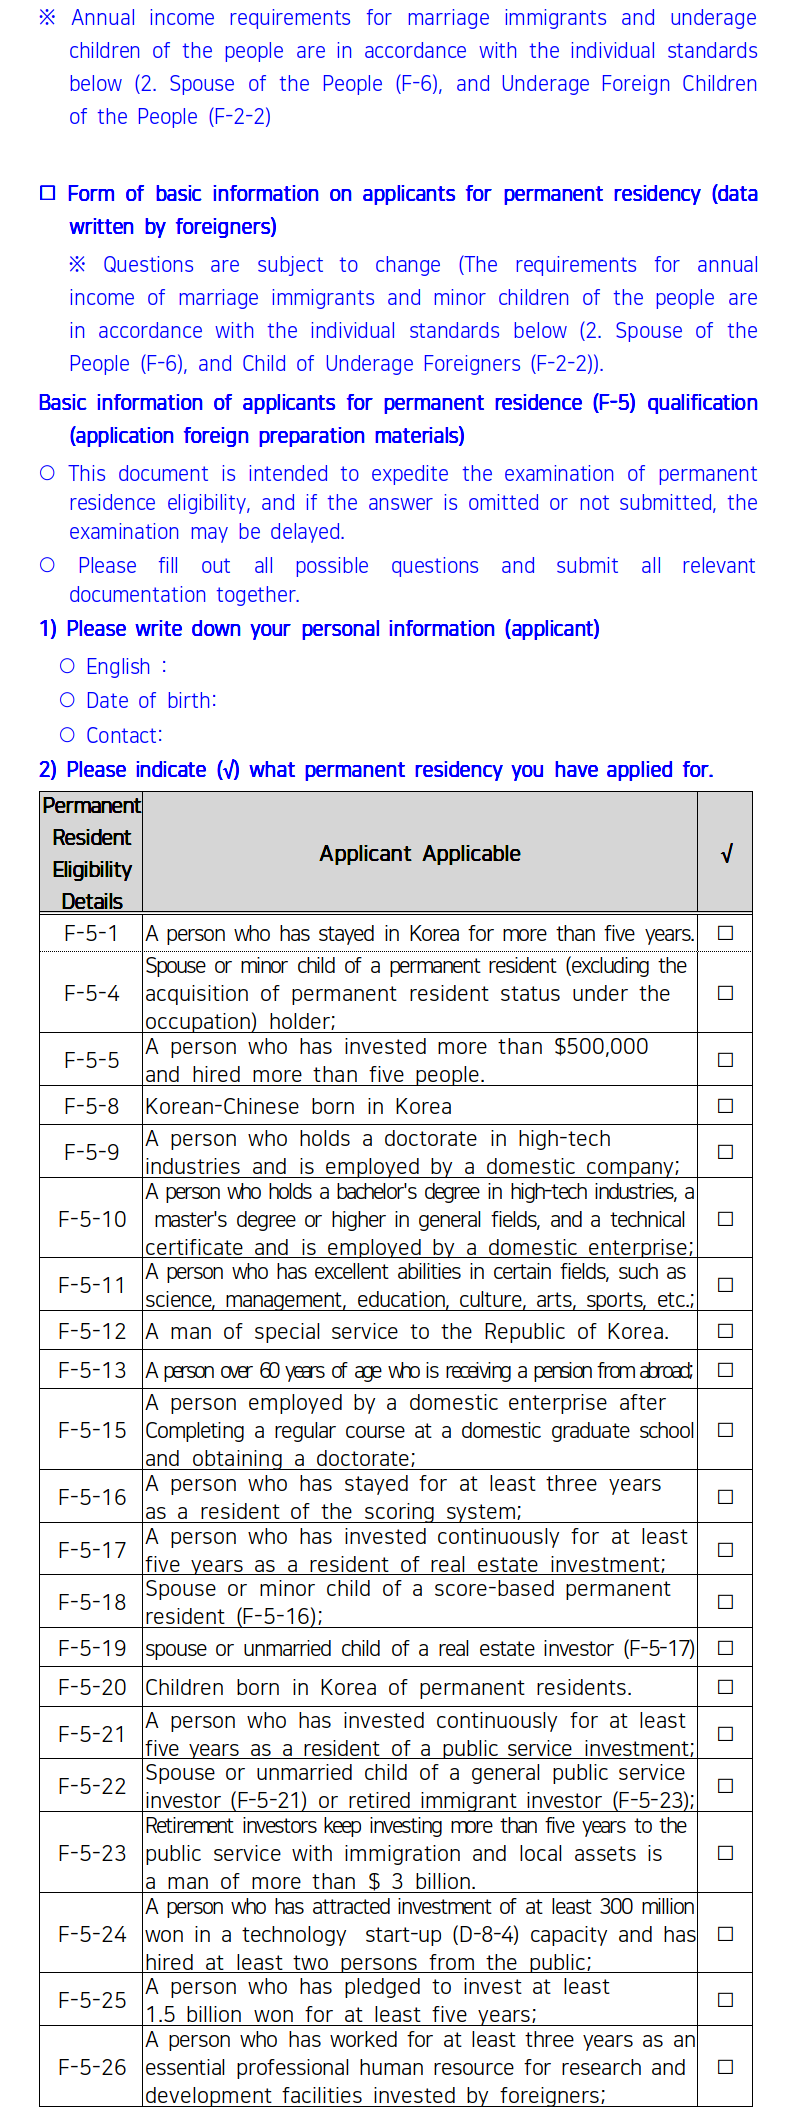 ※ Annual income requirements for marriage immigrants and underage
children of the people are in accordance with the individual standards
below (2. Spouse of the People (F-6), and Underage Foreign Children
of the People (F-2-2)
□ Form of basic information on applicants for permanent residency (data
written by foreigners)
※ Questions are subject to change (The requirements for annual
income of marriage immigrants and minor children of the people are
in accordance with the individual standards below (2. Spouse of the
People (F-6), and Child of Underage Foreigners (F-2-2)).
Basic information of applicants for permanent residence (F-5) qualification
(application foreign preparation materials)
○ This document is intended to expedite the examination of permanent
residence eligibility, and if the answer is omitted or not submitted, the
examination may be delayed.
○ Please fill out all possible questions and submit all relevant
documentation together.
1) Please write down your personal information (applicant)
○ English :
○ Date of birth:
○ Contact:
2) Please indicate (√) what permanent residency you have applied for.
Permanent
Resident
Eligibility
Details
Applicant Applicable
√
F-5-1 A person who has stayed in Korea for more than five years. □
F-5-4 Spouse or minor child of a permanent resident (excluding the
acquisition of permanent resident status under the
occupation) holder; □
F-5-5 A person who has invested more than $500,000
and hired more than five people. □
F-5-8 Korean-Chinese born in Korea □
F-5-9 A person who holds a doctorate in high-tech
industries and is employed by a domestic company; □
F-5-10 A person who holds a bachelor's degree in high-tech industries, a
master's degree or higher in general fields, and a technical
certificate and is employed by a domestic enterprise; □
F-5-11 A person who has excellent abilities in certain fields, such as
science, management, education, culture, arts, sports, etc.; □
F-5-12 A man of special service to the Republic of Korea. □
F-5-13 A person over 60 years of age who is receiving a pension from abroad; □
F-5-15 A person employed by a domestic enterprise after
Completing a regular course at a domestic graduate school
and obtaining a doctorate; □
F-5-16 A person who has stayed for at least three years
as a resident of the scoring system; □
F-5-17 A person who has invested continuously for at least
five years as a resident of real estate investment; □
F-5-18 Spouse or minor child of a score-based permanent
resident (F-5-16); □
F-5-19 spouse or unmarried child of a real estate investor (F-5-17) □
F-5-20 Children born in Korea of permanent residents. □
F-5-21 A person who has invested continuously for at least
five years as a resident of a public service investment; □
F-5-22 Spouse or unmarried child of a general public service
investor (F-5-21) or retired immigrant investor (F-5-23); □
F-5-23 Retirement investors keep investing more than five years to the
public service with immigration and local assets is
a man of more than $ 3 billion. □
F-5-24 A person who has attracted investment of at least 300 million
won in a technology start-up (D-8-4) capacity and has
hired at least two persons from the public; □
F-5-25 A person who has pledged to invest at least
1.5 billion won for at least five years; □
F-5-26 A person who has worked for at least three years as an
essential professional human resource for research and
development facilities invested by foreigners; □